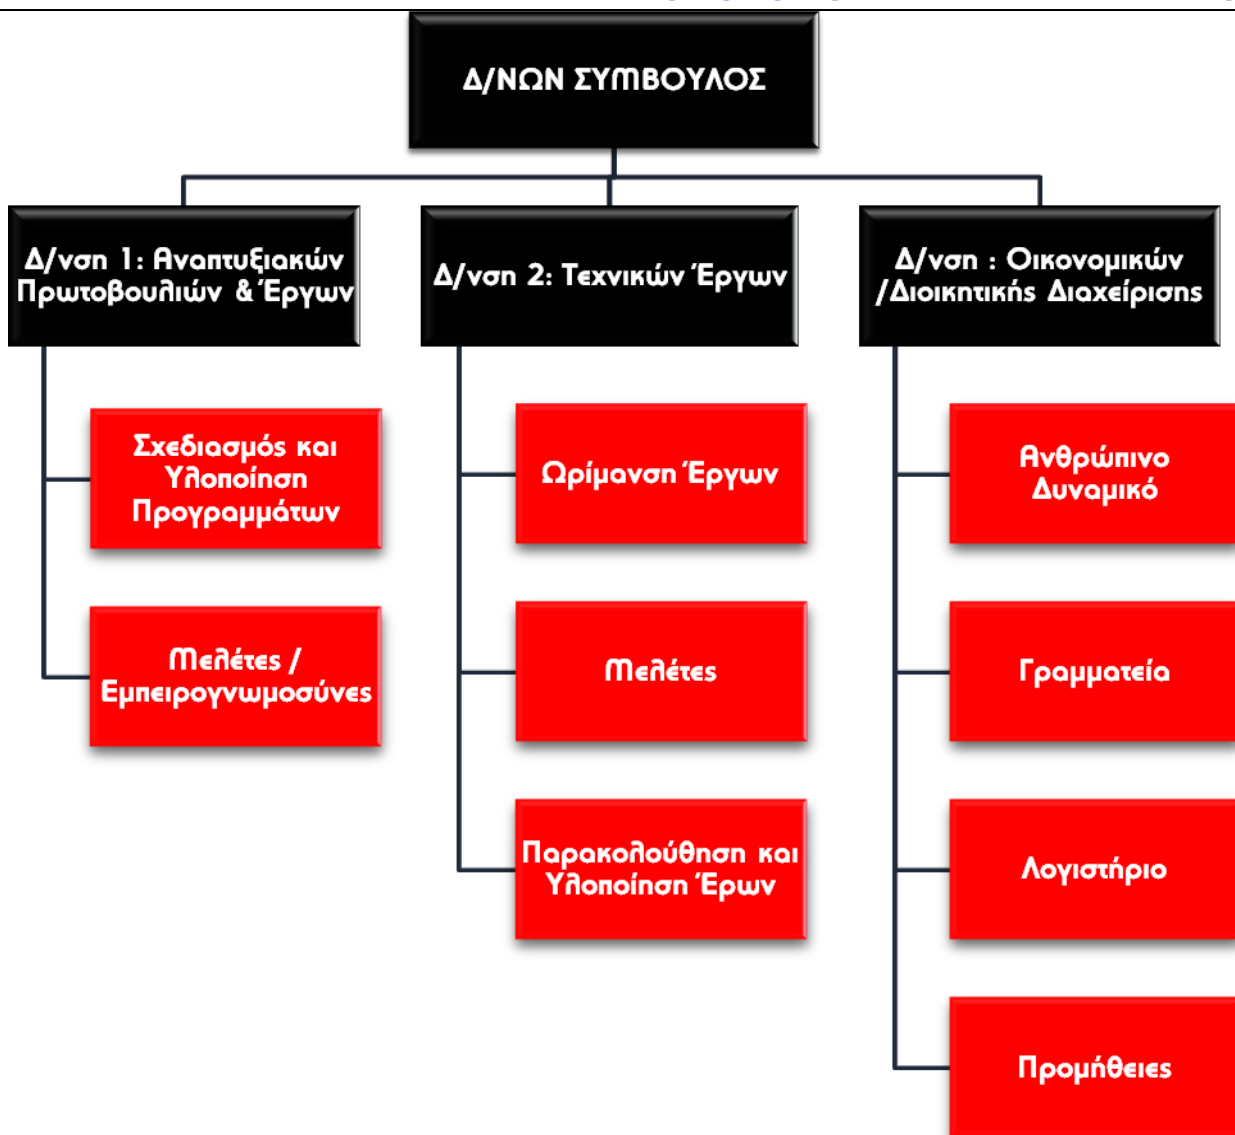 Δ/ΝΩΝ ΣΥΜΒΟΥΛΟΣ
Δ/νση 1: Αναπτυξιακών
Πρωτοβουλιών & Έργων
Δ/νση 2: Τεχνικών Έργων
Δ/νση : Οικονομικών
/Διοικητικής Διαχείρισης
Σχεδιασμός και
Υλοποίηση
Προγραμμάτων
Μελέτες /
Εμπειρογνωμοσύνες
Ωρίμανση Έργων
Μελέτες
Παρακολούθηση και
Υλοποίηση Έρων
Ανθρώπινο
Δυναμικό
Γραμματεία
Λογιστήριο
Προμήθειες